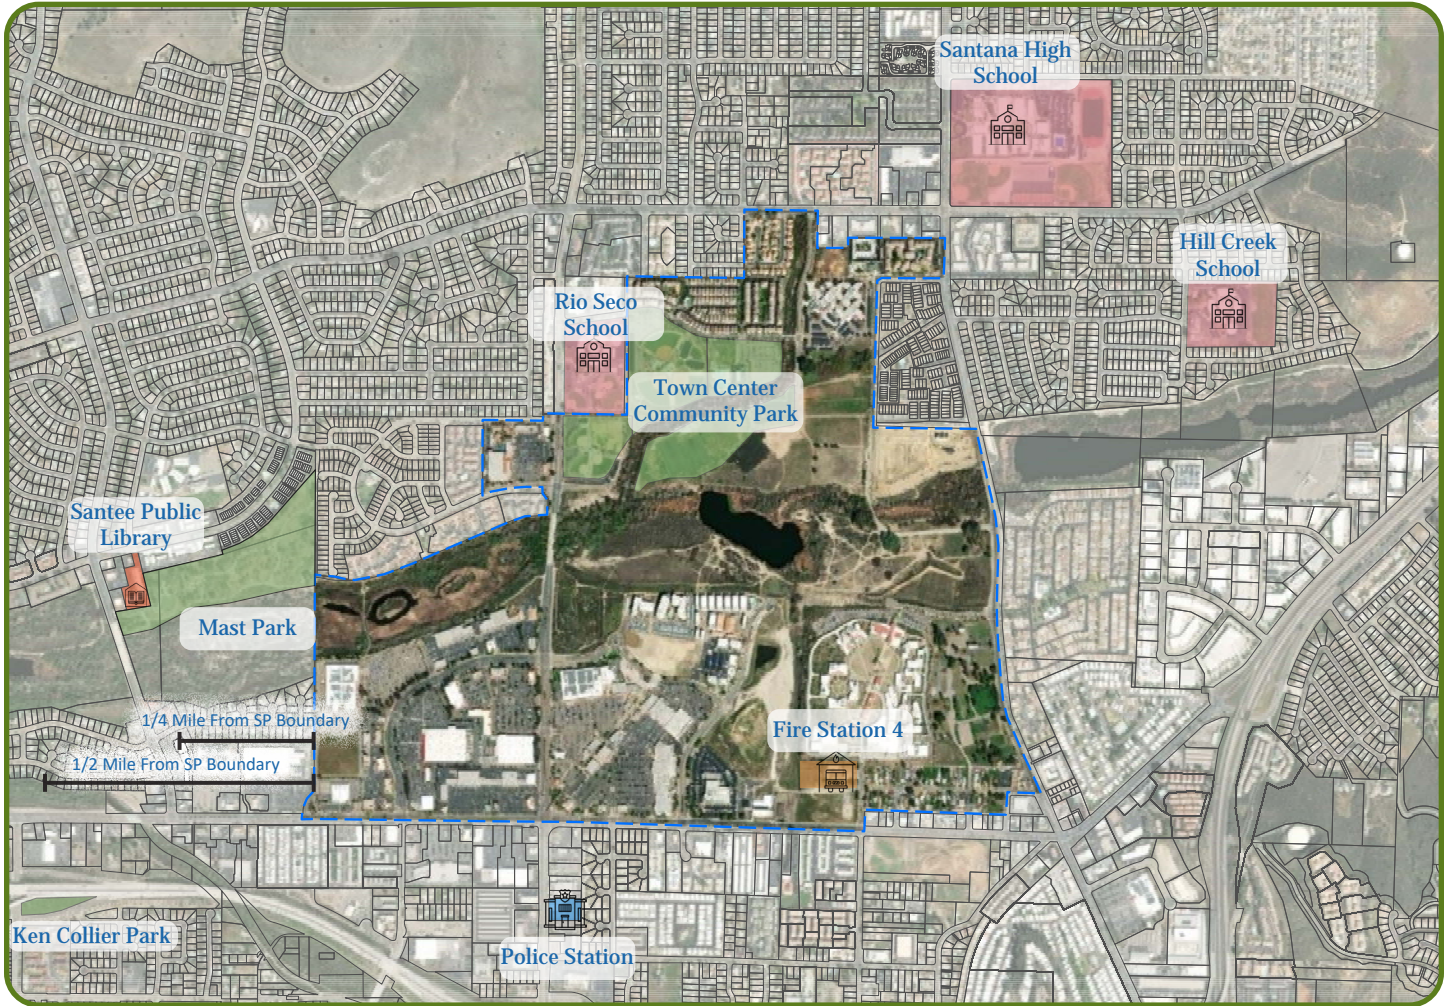 Santana High
School
Hill Creek
School
Rio Seco
School
Town Center
Community Park
Santee Public
Library
Mast Park
1/4 Mile From SP Boundary
Fire Station 4
1/2 Mile From SP Boundary
Ken Collier Park
Police Station